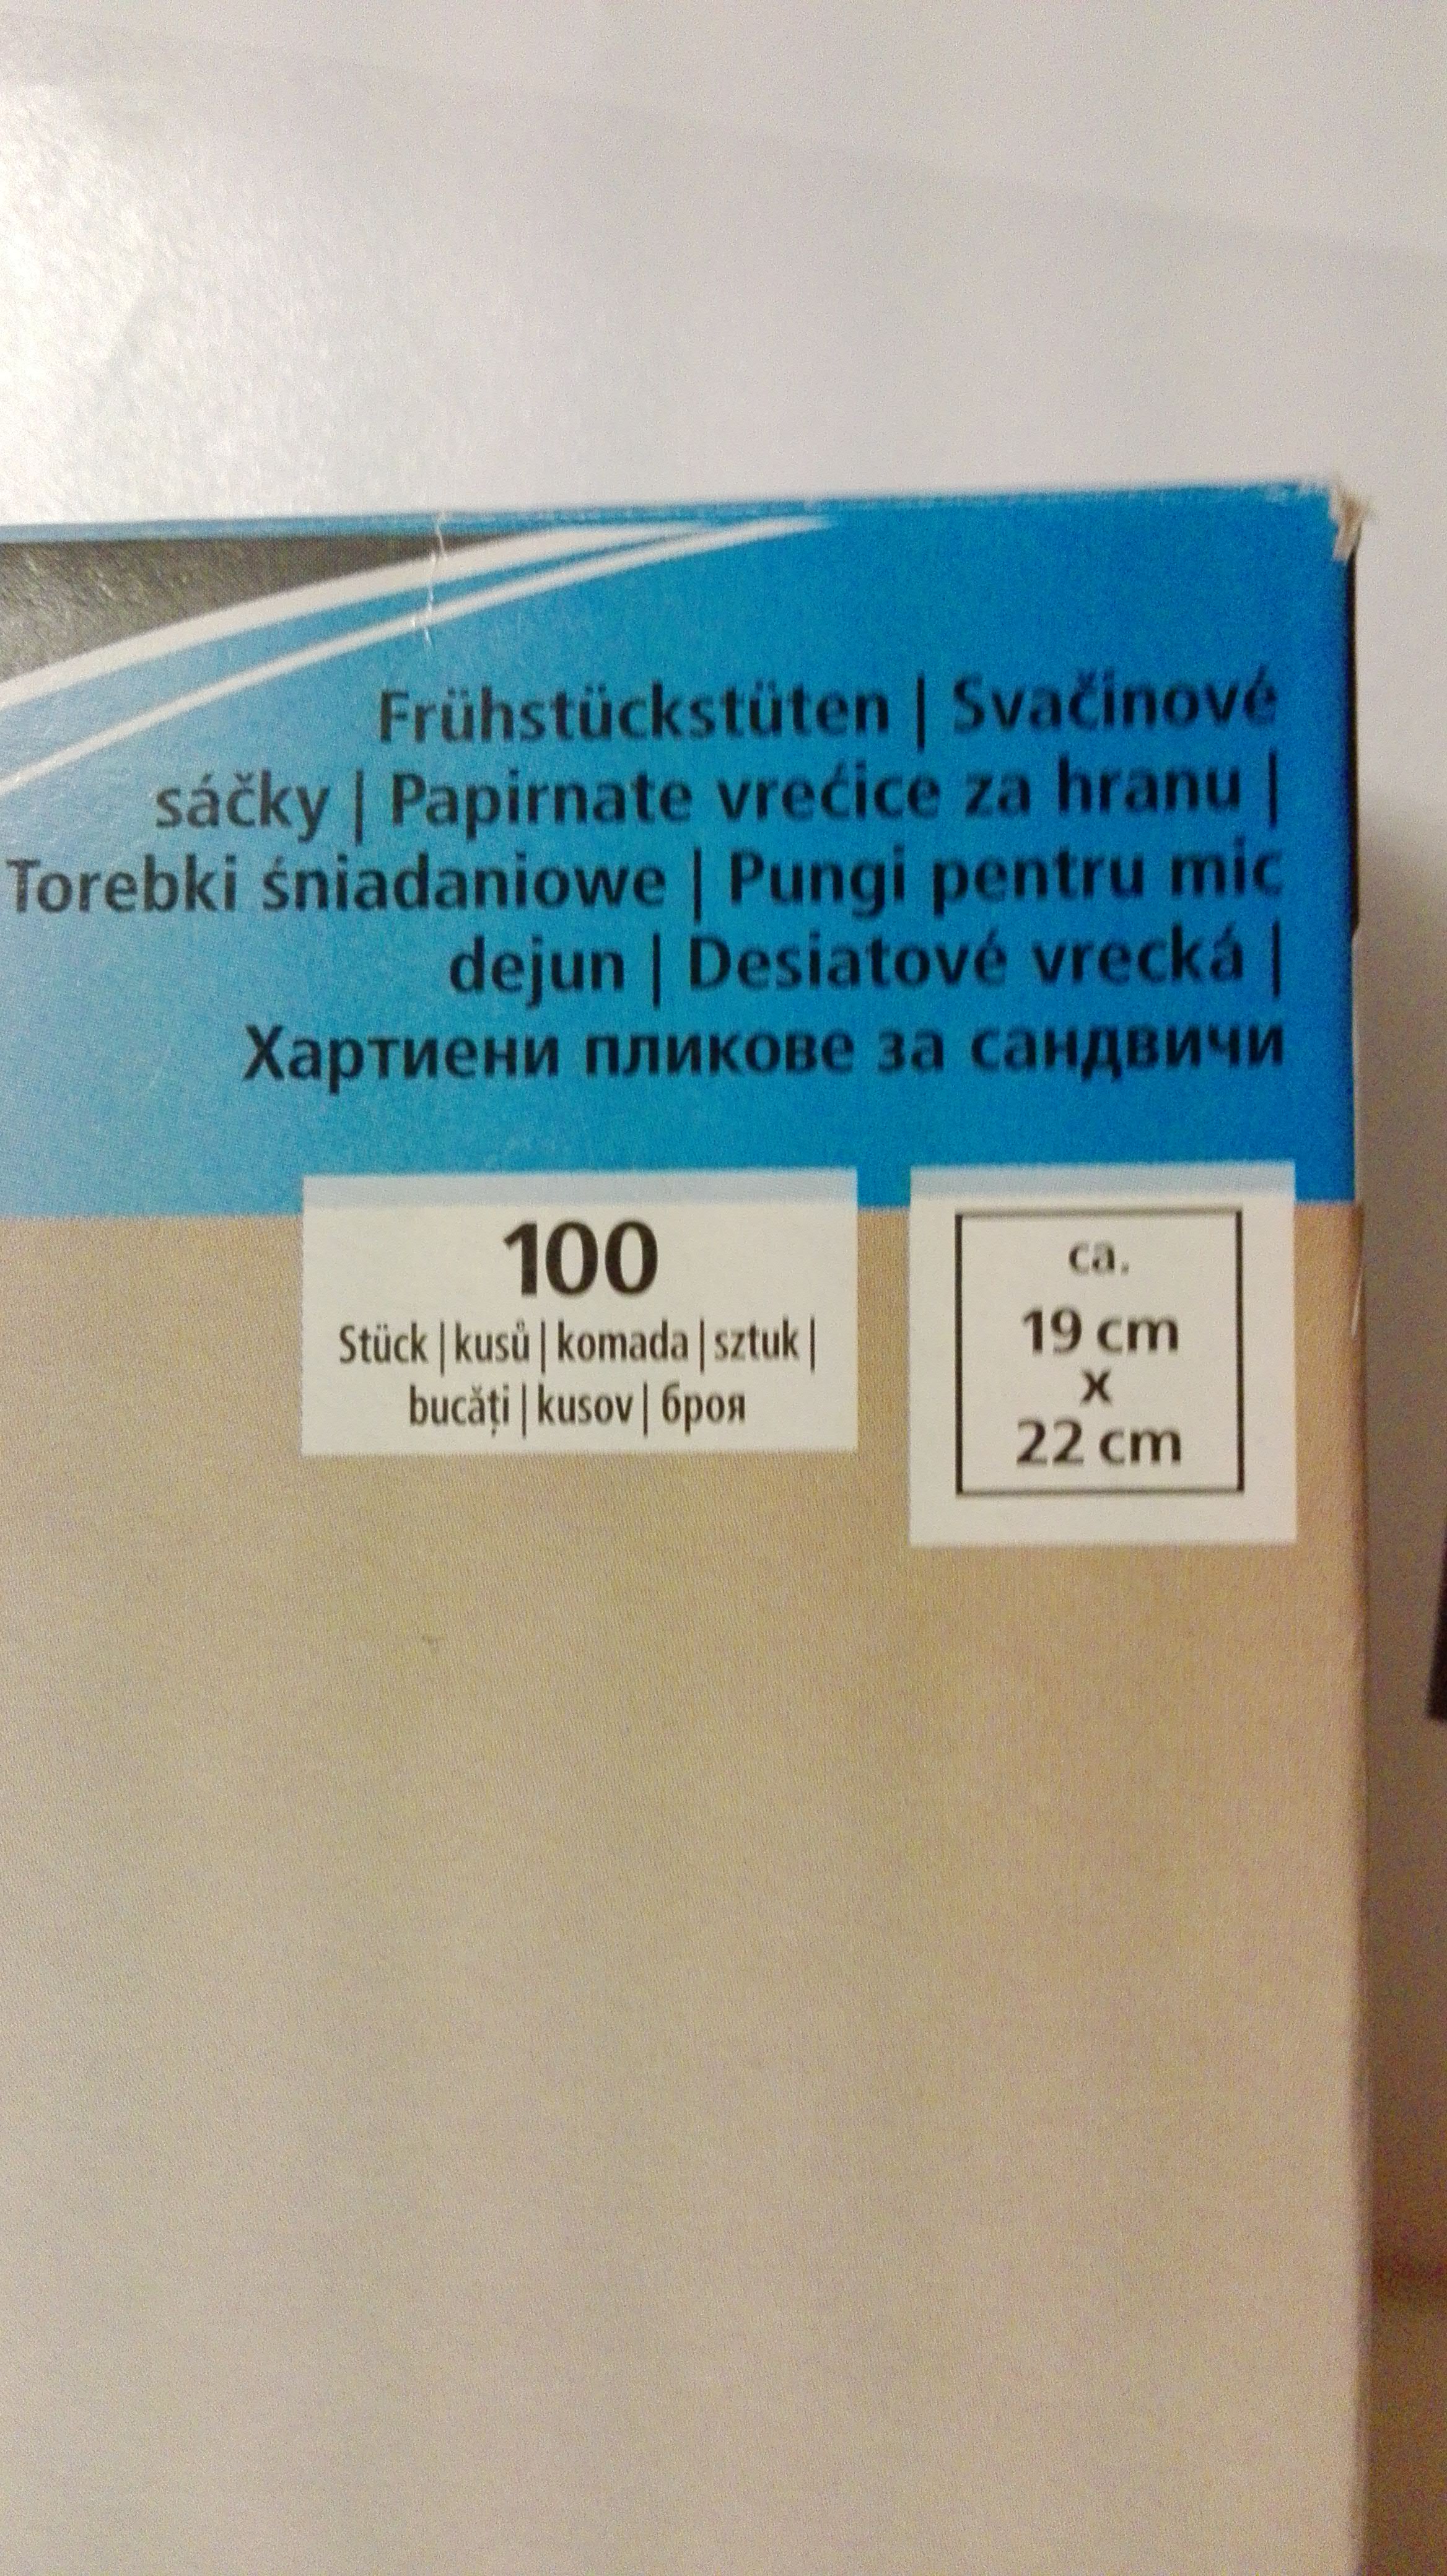 Frühstückstüten | Svačinové
sáčky | Papirnate vrećice za hranu |
Torebki śniadaniowe | Pungi pentru mic
dejun | Desiatové vrecká |
Хартиени пликове за сандвичи
100
Stück | kusů | komada | sztuk |
bucăți | kusov | броя
ca.
19 cm
x
22 cm